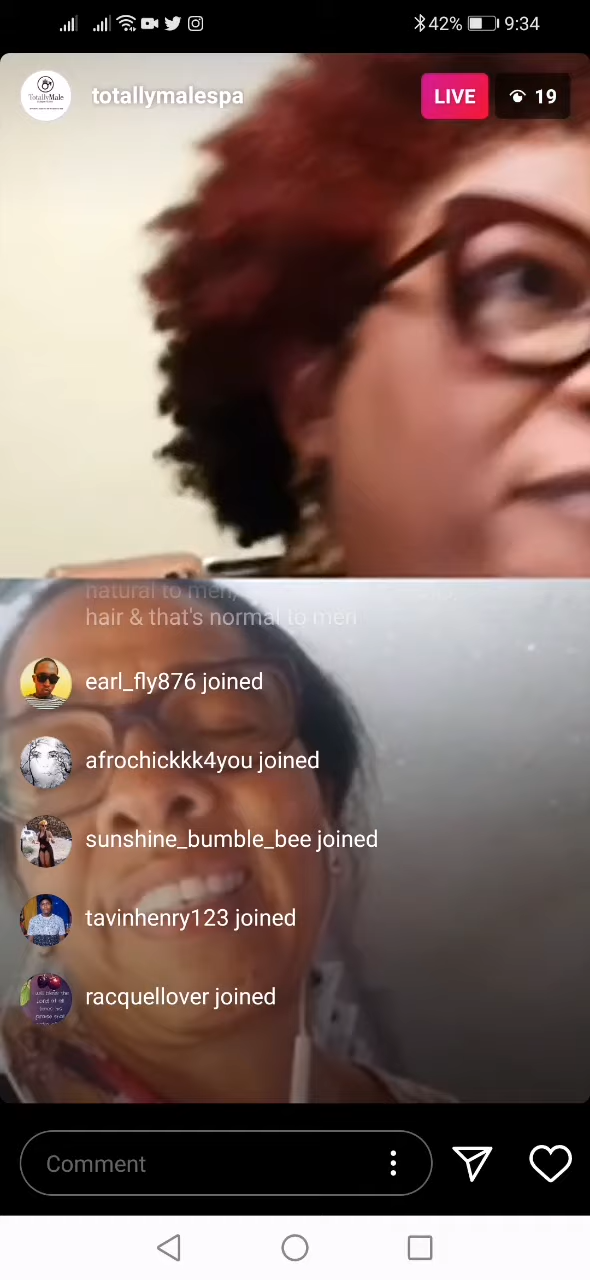 42% 9:34
TotallyMale
totallymalespa
LIVE 19
natural to men,
hair & that's normal to men
earl_fly876 joined
afrochickkk4you joined
sunshine_bumble_bee joined
tavinhenry123 joined
racquellover joined
Comment